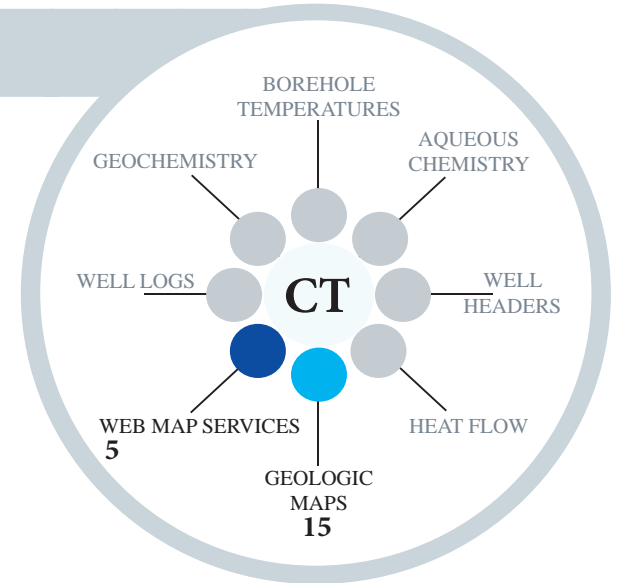 BOREHOLE
TEMPERATURES
AQUEOUS
CHEMISTRY
GEOCHEMISTRY
WELL LOGS
CT
WELL
HEADERS
WEB MAP SERVICES
5
HEAT FLOW
GEOLOGIC
MAPS
15